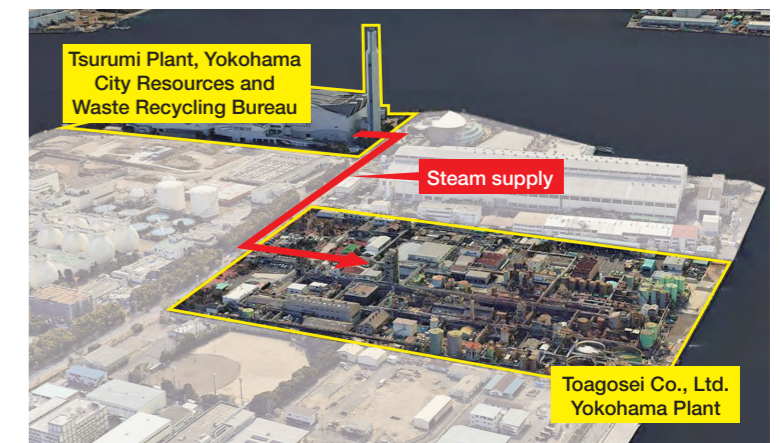 Tsurumi Plant, Yokohama
City Resources and
Waste Recycling Bureau
Steam supply
Toagosei Co., Ltd.
Yokohama Plant